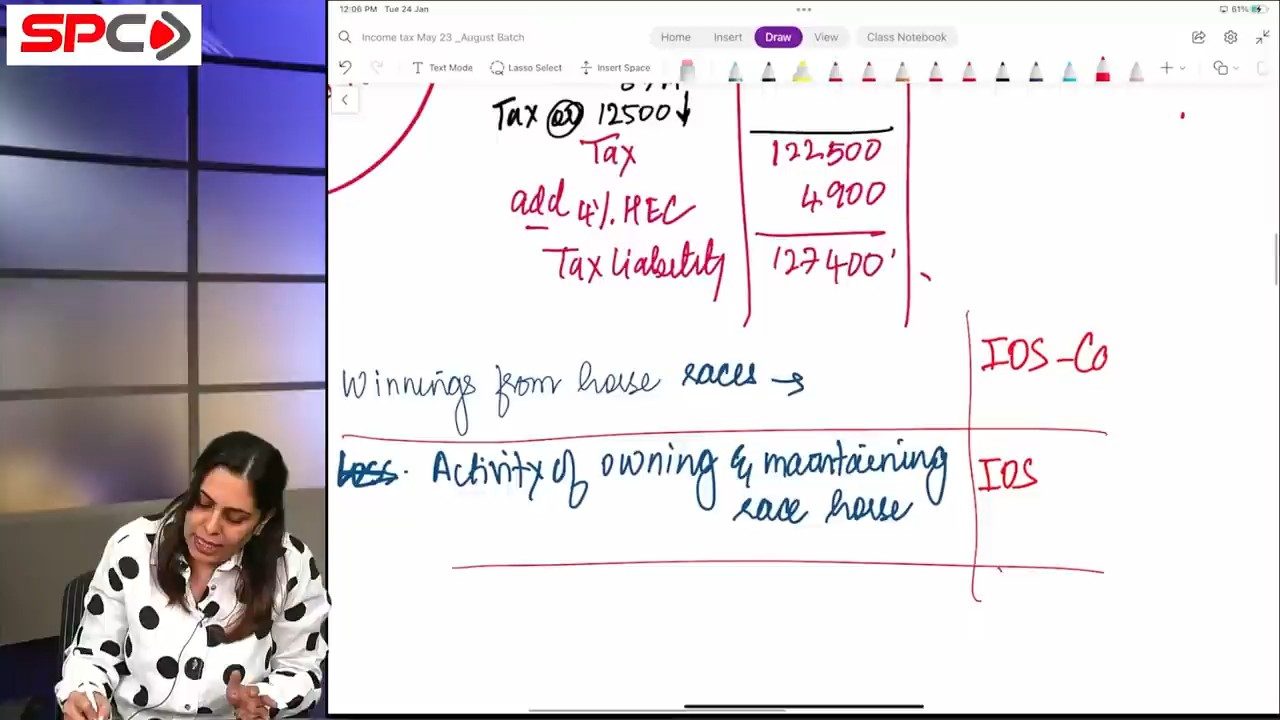 SPC
12:06 PM Tue 24 Jan
61%
Income tax May 23 _August Batch
Home Insert Draw View Class Notebook
Text Mode Lasso Select Insert Space
Tax @ 12500↓
Tax 122500
add 4% HEC 4900
Tax Liability 127400
Winnings from horse races → IOS - Co
Loss. Activity of owning & maintaining IOS
race horse